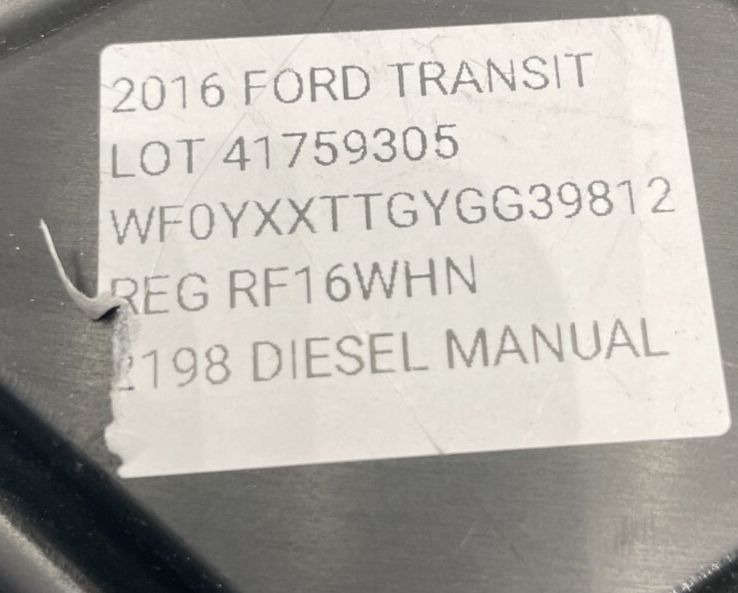 2016 FORD TRANSIT
LOT 41759305
WF0YXXTTGYGG39812
REG RF16WHN
2198 DIESEL MANUAL